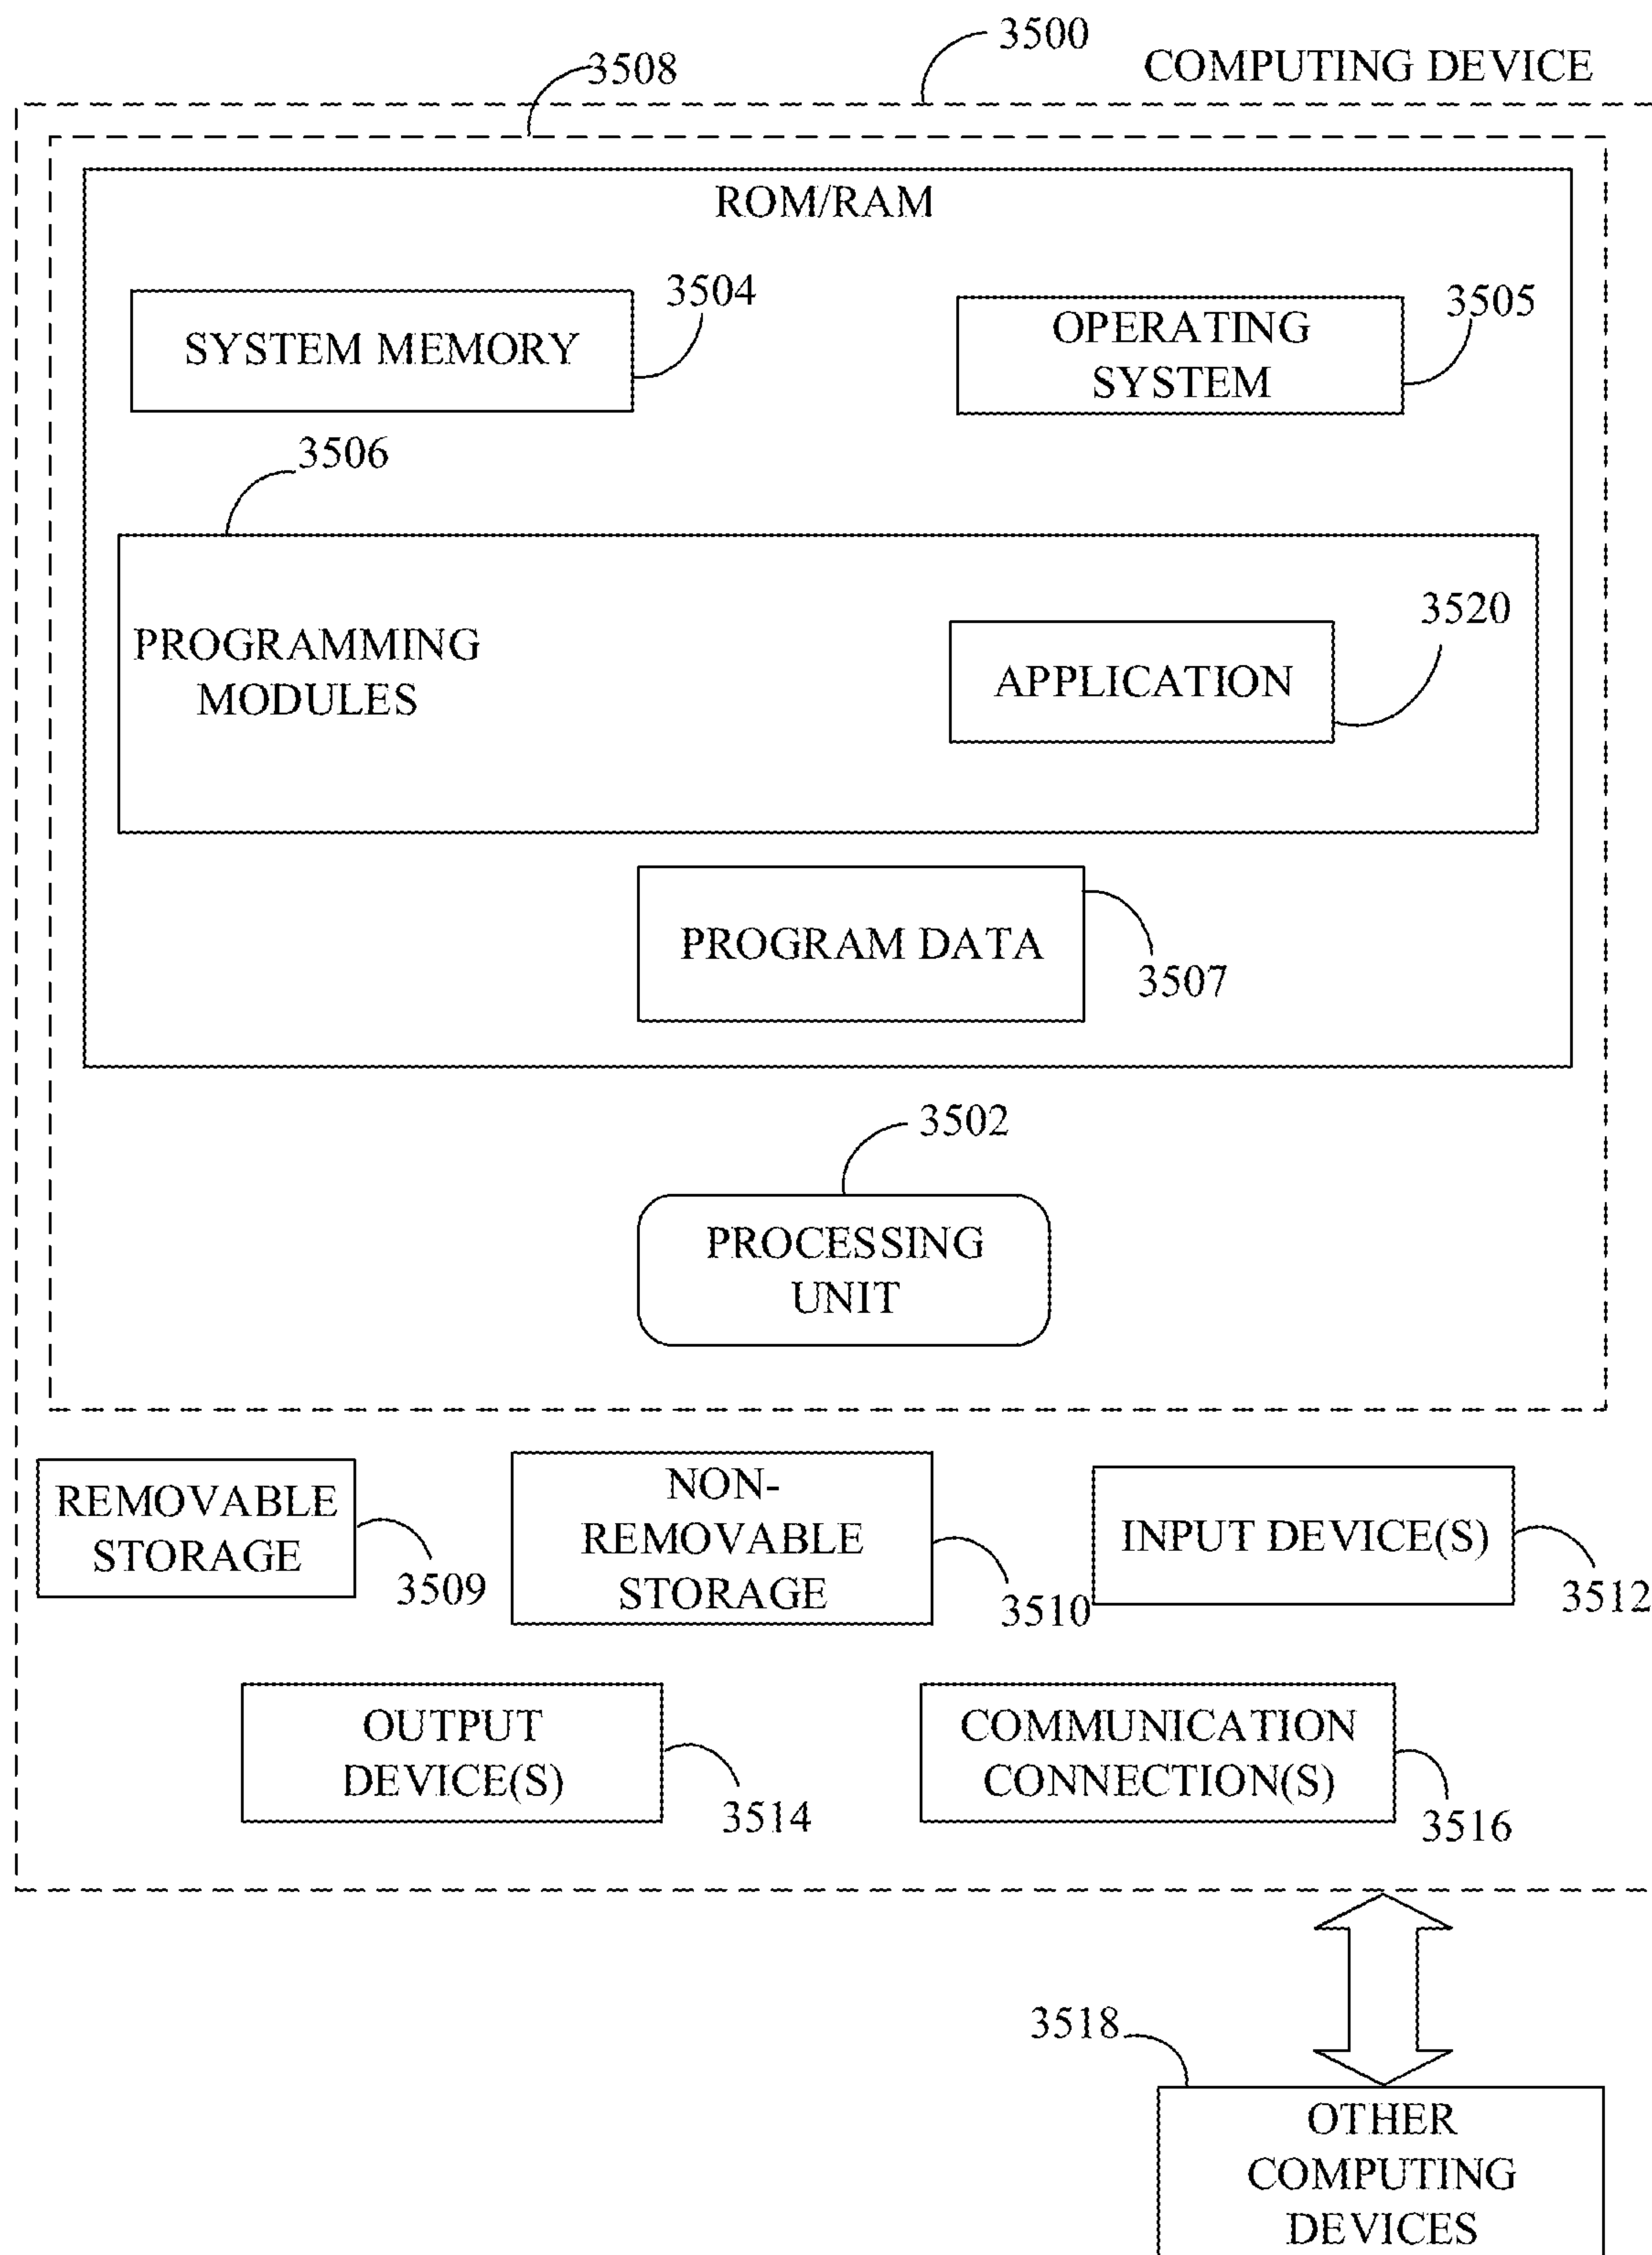 3500
COMPUTING DEVICE
3508
ROM/RAM
3504
SYSTEM MEMORY
3505
OPERATING
SYSTEM
3506
PROGRAMMING
MODULES
3520
APPLICATION
PROGRAM DATA
3507
3502
PROCESSING
UNIT
REMOVABLE
STORAGE
3509
NON-
REMOVABLE
STORAGE
3510
INPUT DEVICE(S)
3512
OUTPUT
DEVICE(S)
3514
COMMUNICATION
CONNECTION(S)
3516
3518
OTHER
COMPUTING
DEVICES